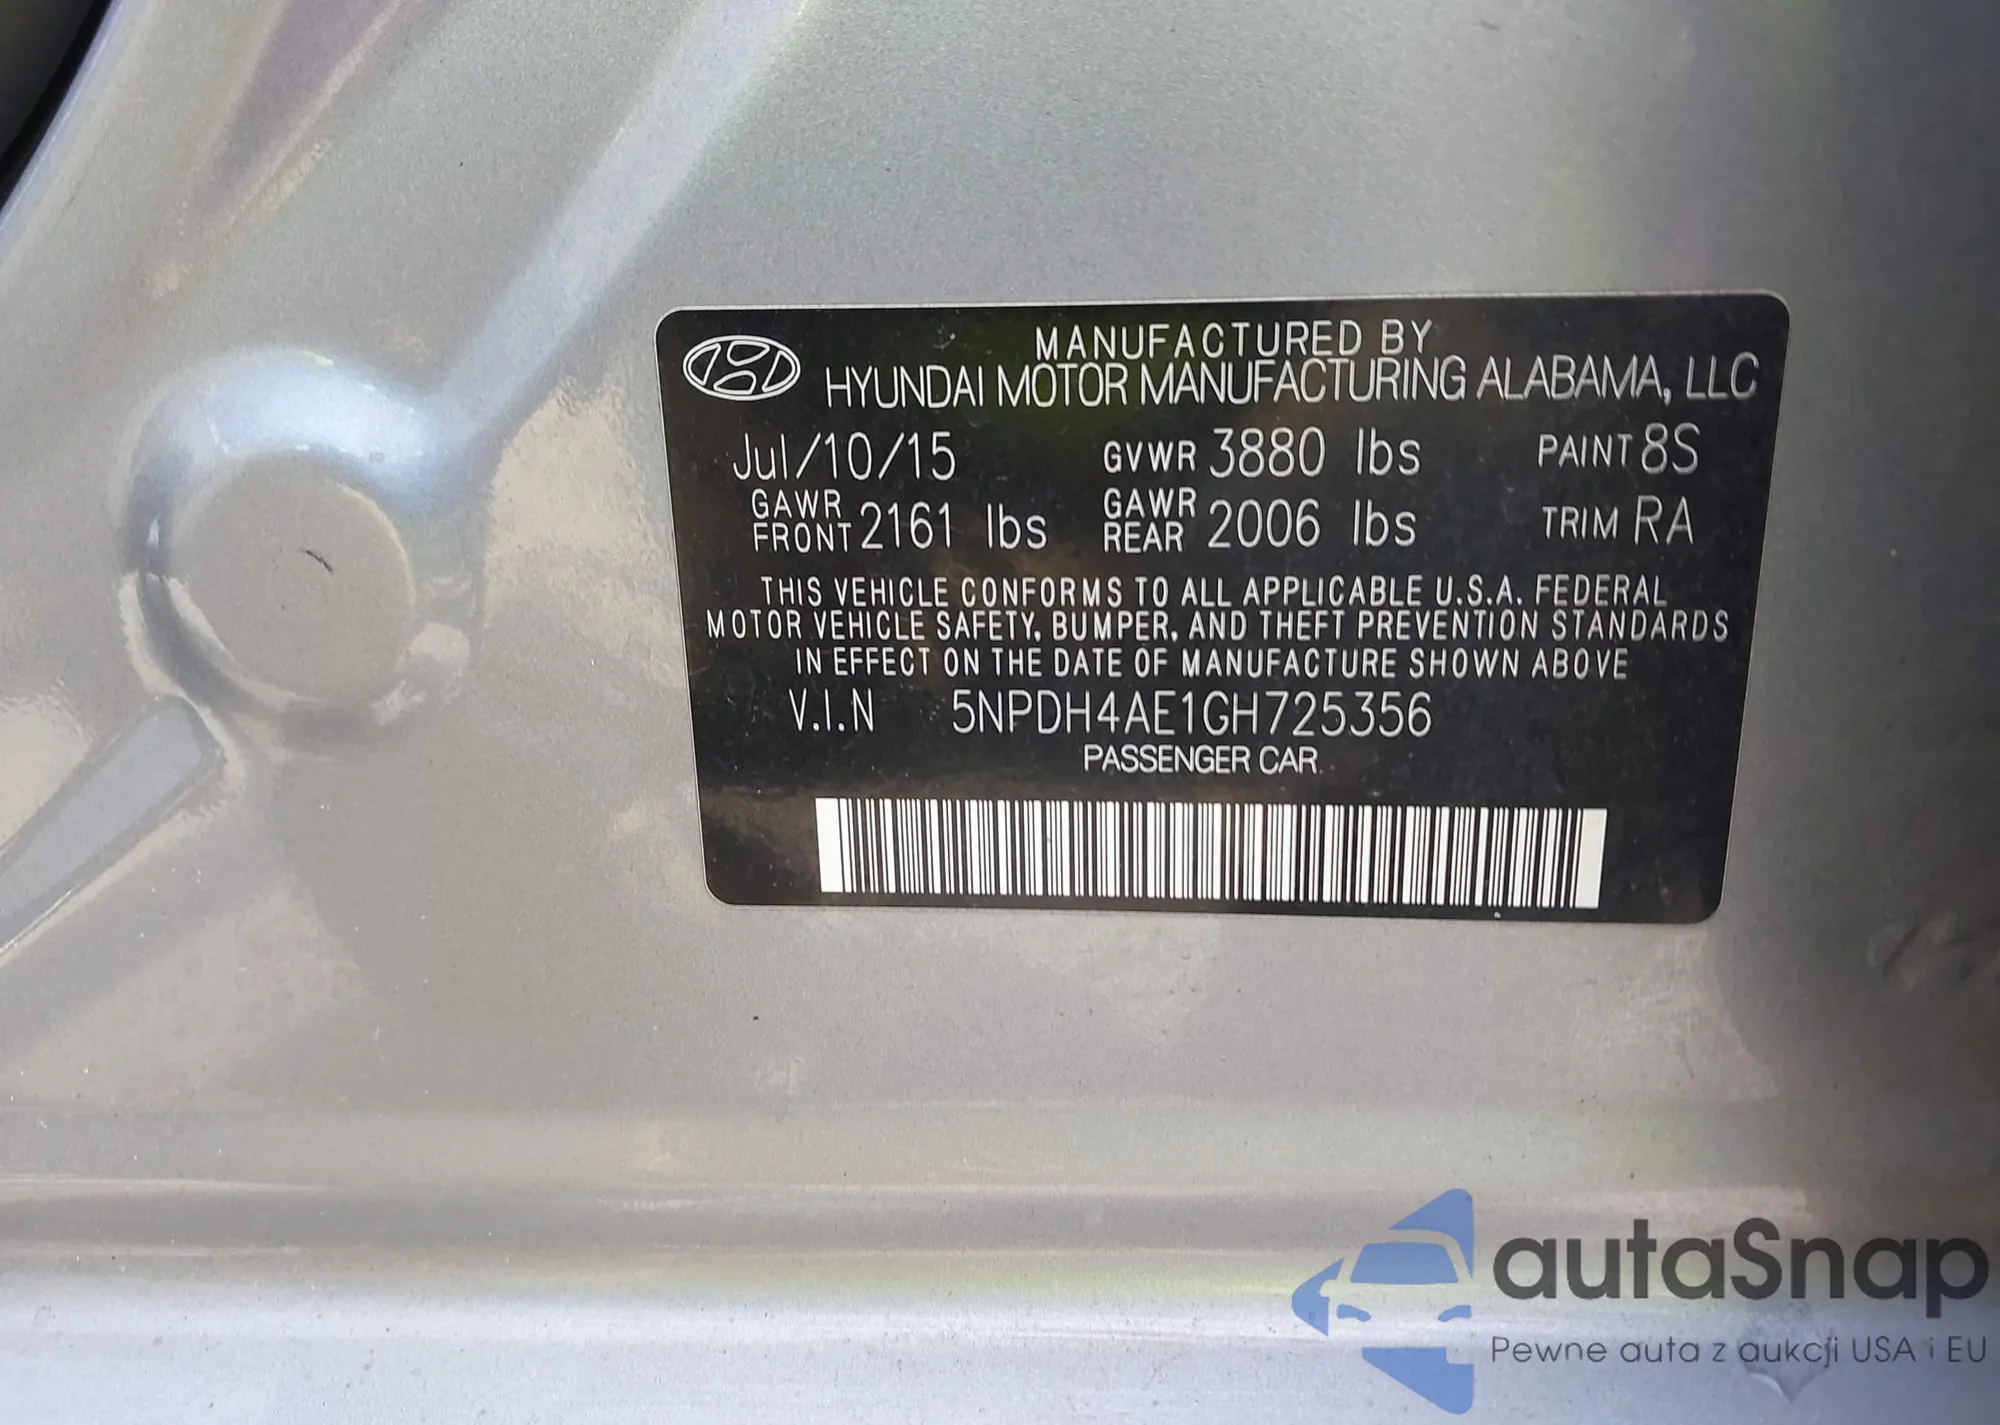 MANUFACTURED BY
HYUNDAI MOTOR MANUFACTURING ALABAMA, LLC
Jul/10/15 GVWR 3880 lbs PAINT 8S
GAWR FRONT 2161 lbs GAWR REAR 2006 lbs TRIM RA
THIS VEHICLE CONFORMS TO ALL APPLICABLE U.S.A. FEDERAL
MOTOR VEHICLE SAFETY, BUMPER, AND THEFT PREVENTION STANDARDS
IN EFFECT ON THE DATE OF MANUFACTURE SHOWN ABOVE
V.I.N 5NPDH4AE1GH725356
PASSENGER CAR
autaSnap
Pewne auta z aukcji USA i EU